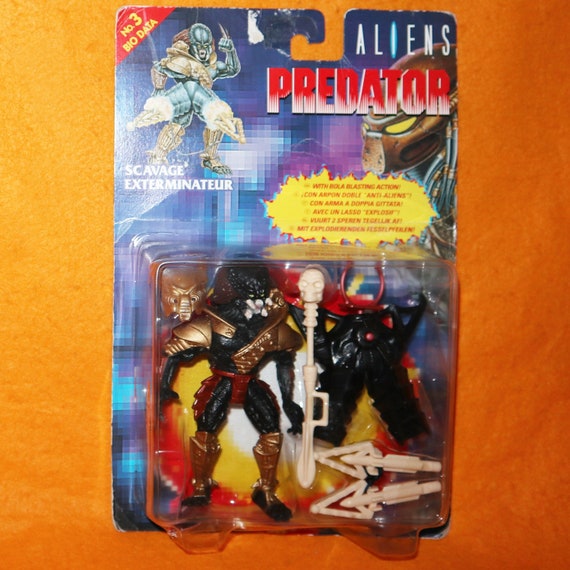 No. 3
BIO DATA
ALIENS
PREDATOR
SCAVAGE
EXTERMINATEUR
WITH BOLA BLASTING ACTION!
¡CON ARPON DOBLE "ANTI-ALIENS"!
CON ARMA A DOPPIA GITTATA!
AVEC UN LASSO "EXPLOSIF"!
VUURT 2 SPEREN TEGELIJK AF!
MIT EXPLODIERENDEN FESSELPFEILEN!